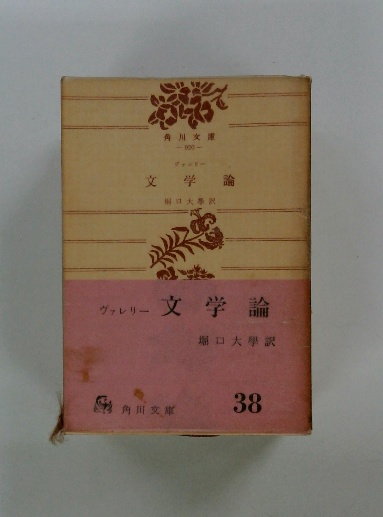 角川文庫
ヴァレリー
文学論
堀口大學訳
ヴァレリー 文学論
堀口大學訳
角川文庫 38